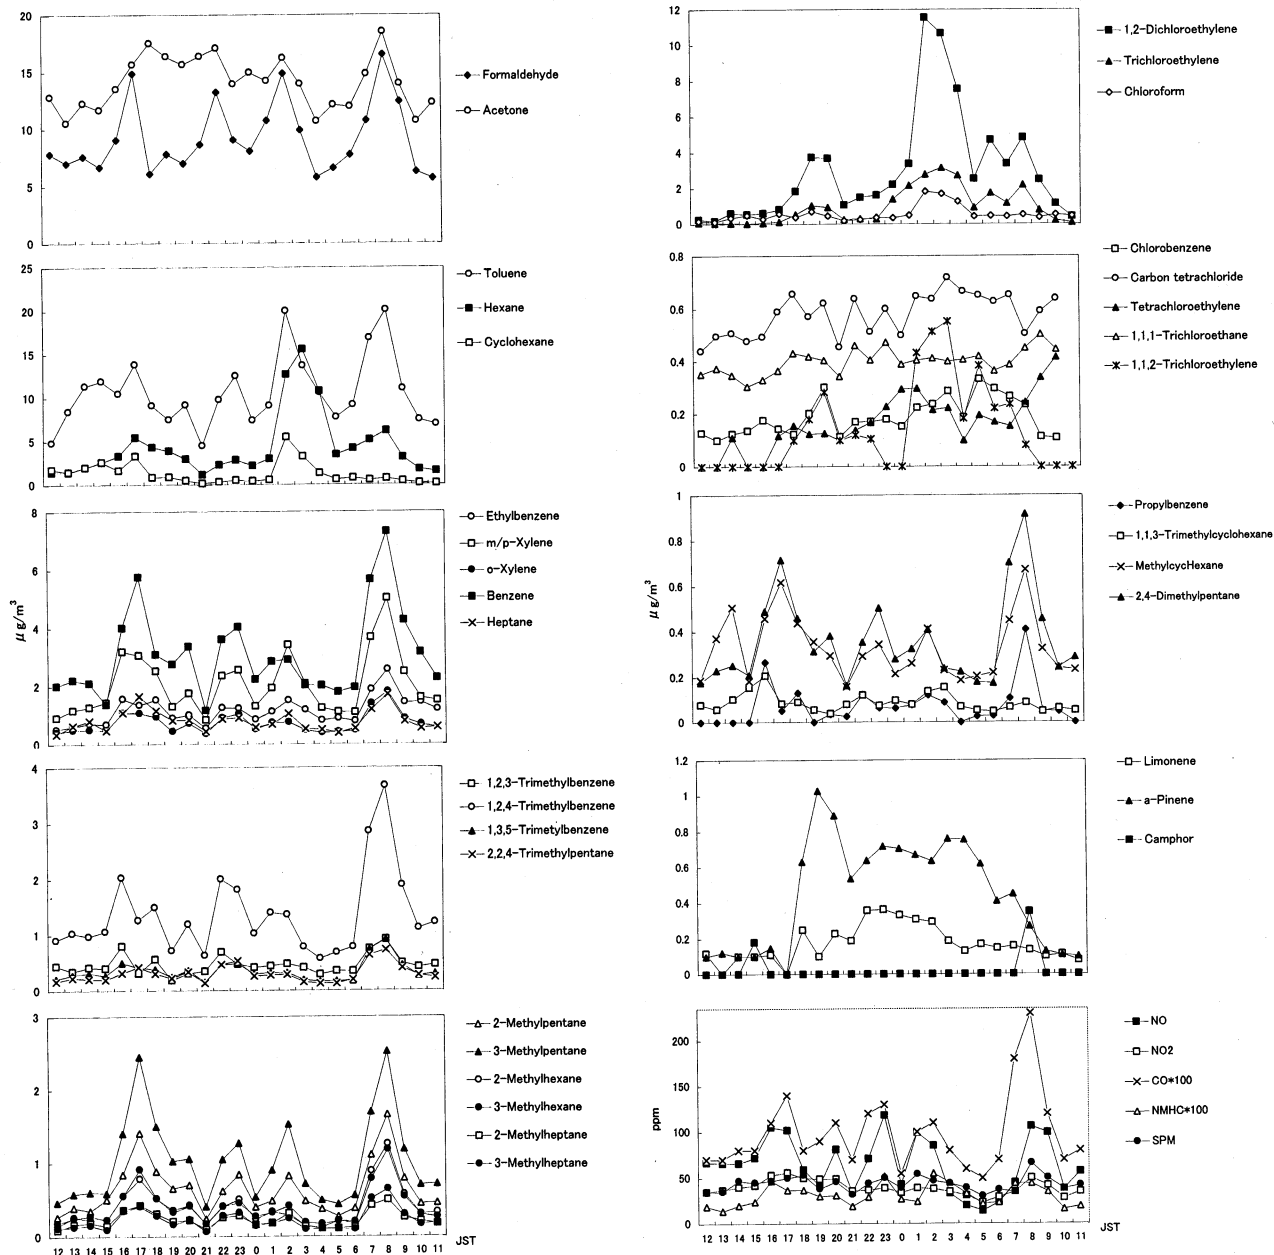 20
15
10
5
0
Formaldehyde
Acetone
25
20
15
10
5
0
Toluene
Hexane
Cyclohexane
8
6
4
2
0
μg/m³
Ethylbenzene
m/p-Xylene
o-Xylene
Benzene
Heptane
4
3
2
1
0
1,2,3-Trimethylbenzene
1,2,4-Trimethylbenzene
1,3,5-Trimetylbenzene
2,2,4-Trimethylpentane
3
2
1
0
2-Methylpentane
3-Methylpentane
2-Methylhexane
3-Methylhexane
2-Methylheptane
3-Methylheptane
12 13 14 15 16 17 18 19 20 21 22 23 0 1 2 3 4 5 6 7 8 9 10 11 JST
12
10
8
6
4
2
0
1,2-Dichloroethylene
Trichloroethylene
Chloroform
0.8
0.6
0.4
0.2
0
Chlorobenzene
Carbon tetrachloride
Tetrachloroethylene
1,1,1-Trichloroethane
1,1,2-Trichloroethylene
1
0.8
0.6
0.4
0.2
0
μg/m³
Propylbenzene
1,1,3-Trimethylcyclohexane
MethylcycHexane
2,4-Dimethylpentane
1.2
1
0.8
0.6
0.4
0.2
0
Limonene
a-Pinene
Camphor
200
150
100
50
0
ppm
NO
NO2
CO*100
NMHC*100
SPM
12 13 14 15 16 17 18 19 20 21 22 23 0 1 2 3 4 5 6 7 8 9 10 11 JST